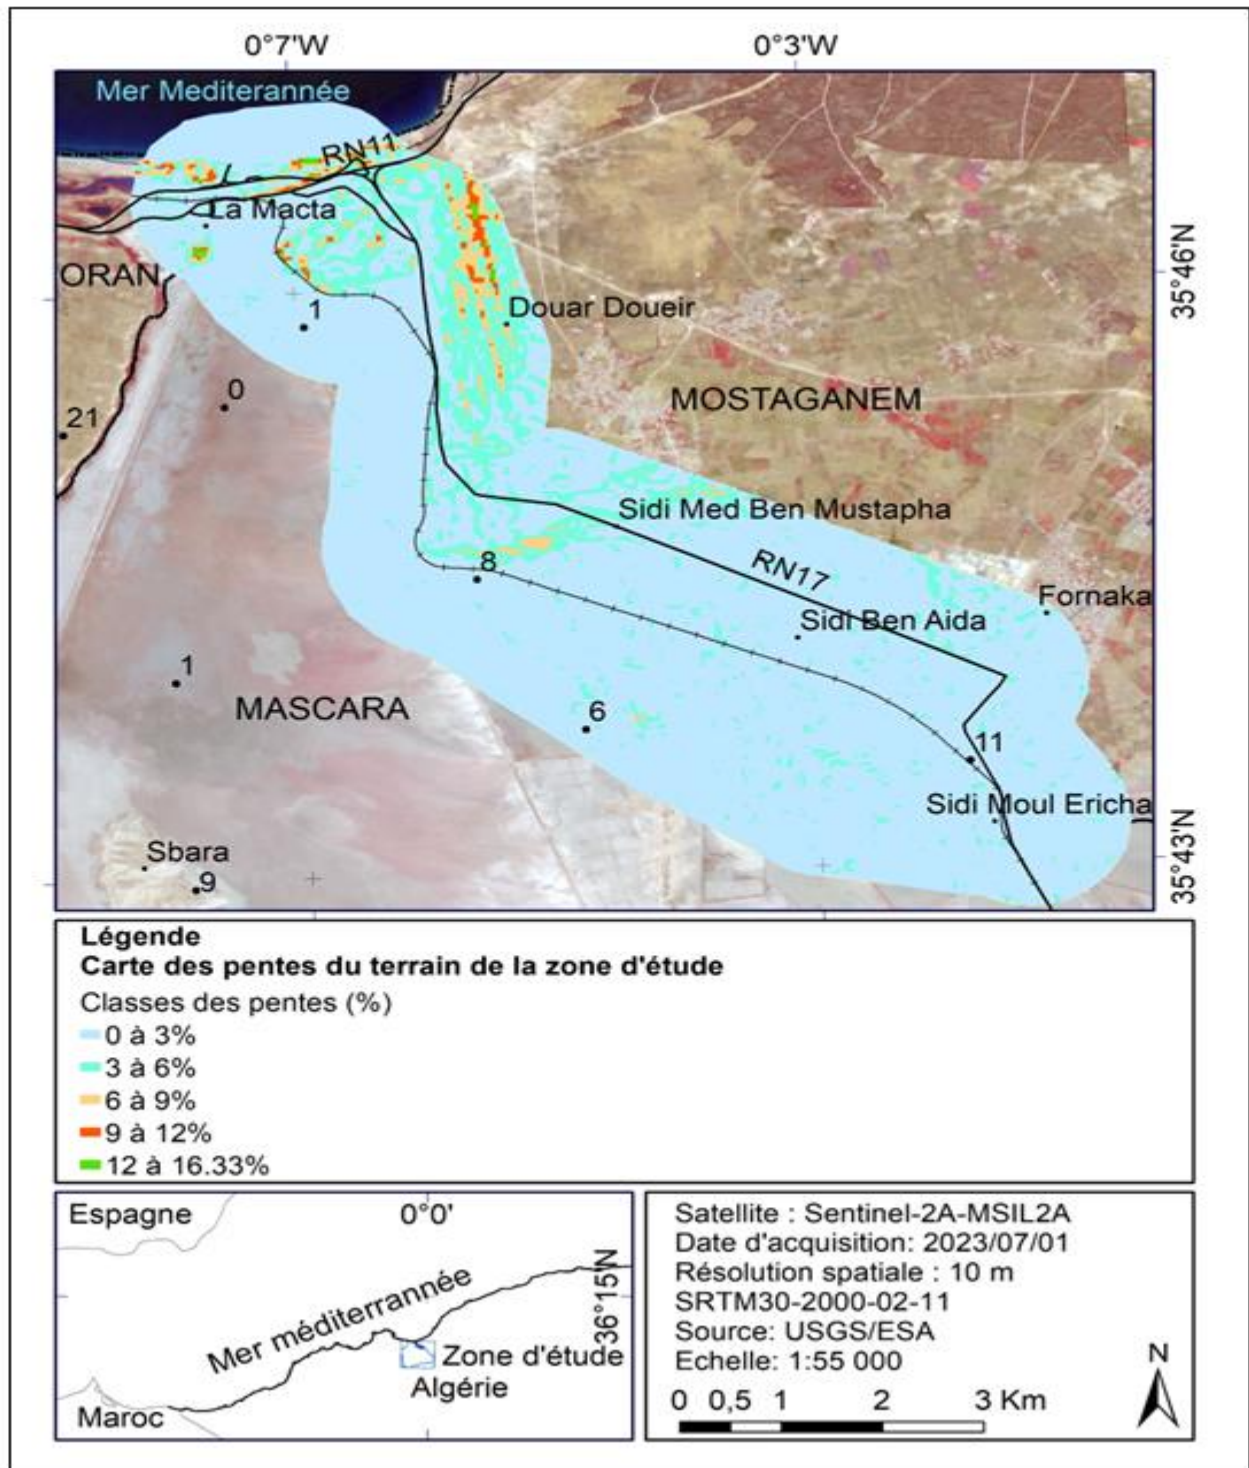 0°7'W
0°3'W
Mer Mediterannée
RN11
La Macta
ORAN
35°46'N
1
Douar Doueir
0
MOSTAGANEM
21
Sidi Med Ben Mustapha
8
RN17
Fornaka
Sidi Ben Aida
1
MASCARA
6
11
Sidi Moul Ericha
Sbara
9
35°43'N
Légende
Carte des pentes du terrain de la zone d'étude
Classes des pentes (%)
0 à 3%
3 à 6%
6 à 9%
9 à 12%
12 à 16.33%
Espagne
0°0'
36°15'N
Mer méditerrannée
Zone d'étude
Algérie
Maroc
Satellite : Sentinel-2A-MSIL2A
Date d'acquisition: 2023/07/01
Résolution spatiale : 10 m
SRTM30-2000-02-11
Source: USGS/ESA
Echelle: 1:55 000
N
0 0,5 1 2 3 Km